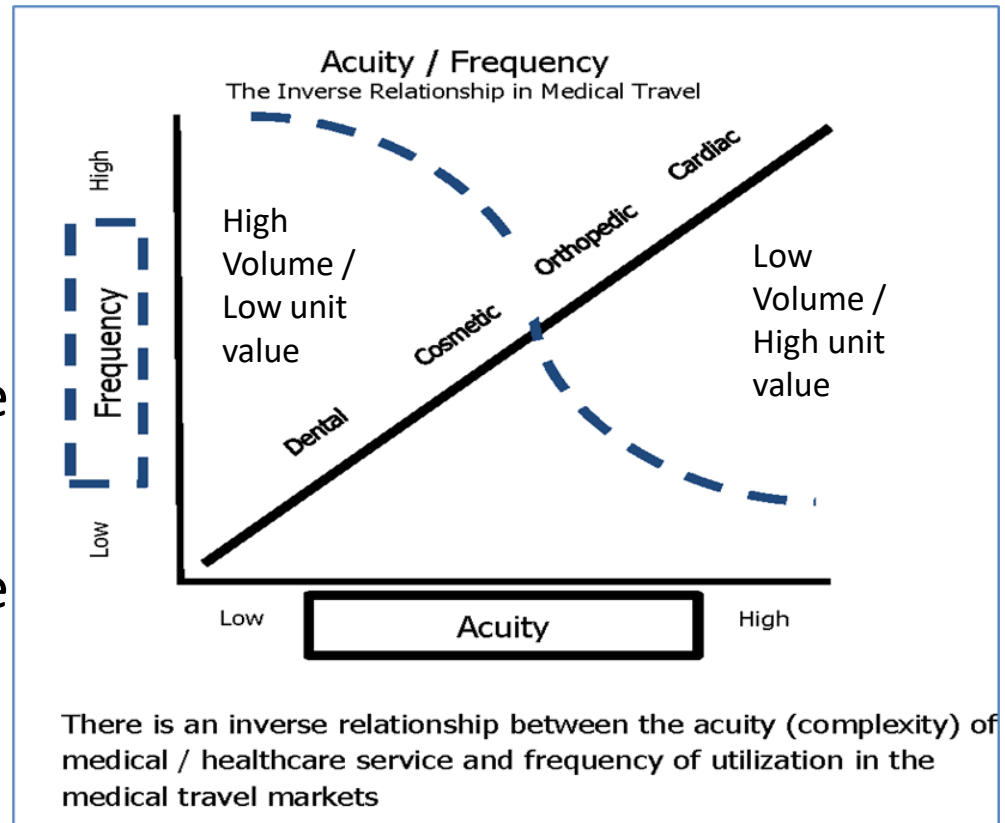 Acuity / Frequency
The Inverse Relationship in Medical Travel
High
Frequency
Low
High
Volume /
Low unit
value
Dental
Cosmetic
Orthopedic
Cardiac
Low
Volume /
High unit
value
Low
Acuity
High
e
e
There is an inverse relationship between the acuity (complexity) of
medical / healthcare service and frequency of utilization in the
medical travel markets